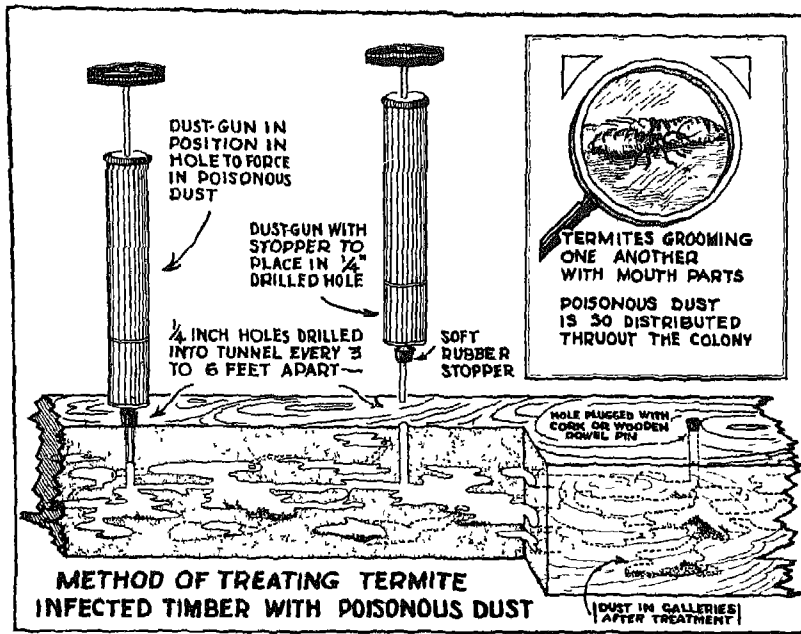 DUST-GUN IN
POSITION IN
HOLE TO FORCE
IN POISONOUS
DUST
DUST-GUN WITH
STOPPER TO
PLACE IN 1/4"
DRILLED HOLE
1/4 INCH HOLES DRILLED
INTO TUNNEL EVERY 3
TO 6 FEET APART
SOFT
RUBBER
STOPPER
TERMITES GROOMING
ONE ANOTHER
WITH MOUTH PARTS
POISONOUS DUST
IS SO DISTRIBUTED
THRUOUT THE COLONY
HOLE PLUGGED WITH
CORK OR WOODEN
DOWEL PIN
METHOD OF TREATING TERMITE
INFECTED TIMBER WITH POISONOUS DUST
DUST IN GALLERIES
AFTER TREATMENT